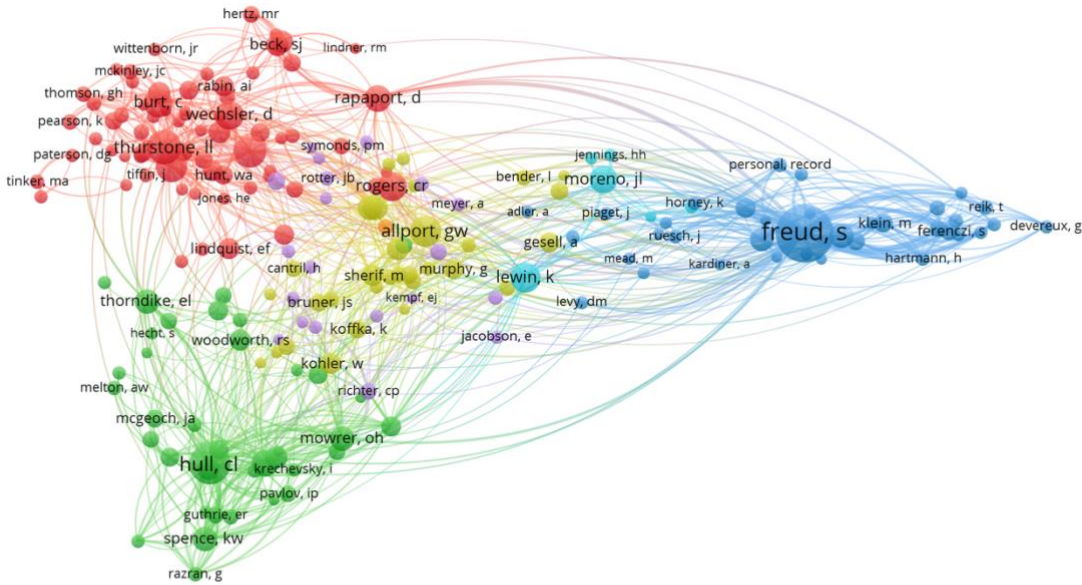 hertz, mr
beck, sj
wittenborn, jr
lindner, rm
mckinley, jc
rabin, ai
thomson, gh
burt, c
rapaport, d
wechsler, d
pearson, k
thurstone, ll
symonds, pm
paterson, dg
jennings, hh
personal, record
tiffin, j
hunt, wa
rotter, jb
rogers, cr
bender, l
moreno, jl
tinker, ma
jones, he
meyer, a
adler, a
piaget, j
horney, k
reik, t
allport, gw
freud, s
klein, m
ferenczi, s
devereux, g
lindquist, ef
gesell, a
ruesch, j
mead, m
kardiner, a
hartmann, h
cantril, h
sherif, m
murphy, g
lewin, k
thorndike, el
bruner, js
kempf, ej
levy, dm
hecht, s
woodworth, rs
koffka, k
jacobson, e
kohler, w
melton, aw
richter, cp
mcgeoch, ja
mowrer, oh
hull, cl
krechevsky, i
pavlov, ip
guthrie, er
spence, kw
razran, g